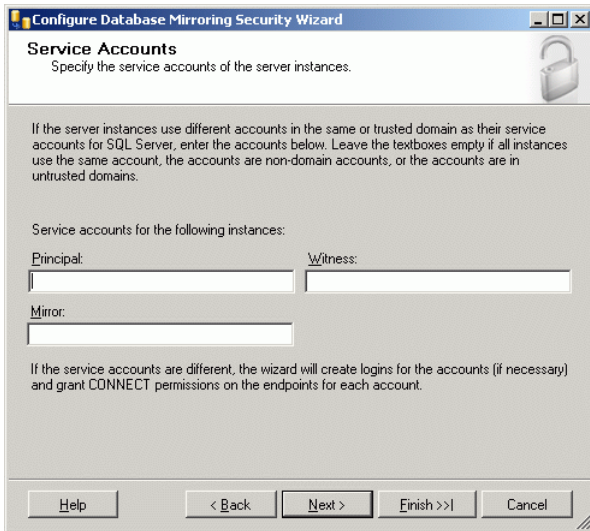 Configure Database Mirroring Security Wizard
Service Accounts
Specify the service accounts of the server instances.
If the server instances use different accounts in the same or trusted domain as their service
accounts for SQL Server, enter the accounts below. Leave the textboxes empty if all instances
use the same account, the accounts are non-domain accounts, or the accounts are in
untrusted domains.
Service accounts for the following instances:
Principal: Witness:
Mirror:
If the service accounts are different, the wizard will create logins for the accounts (if necessary)
and grant CONNECT permissions on the endpoints for each account.
Help < Back Next > Finish >>| Cancel